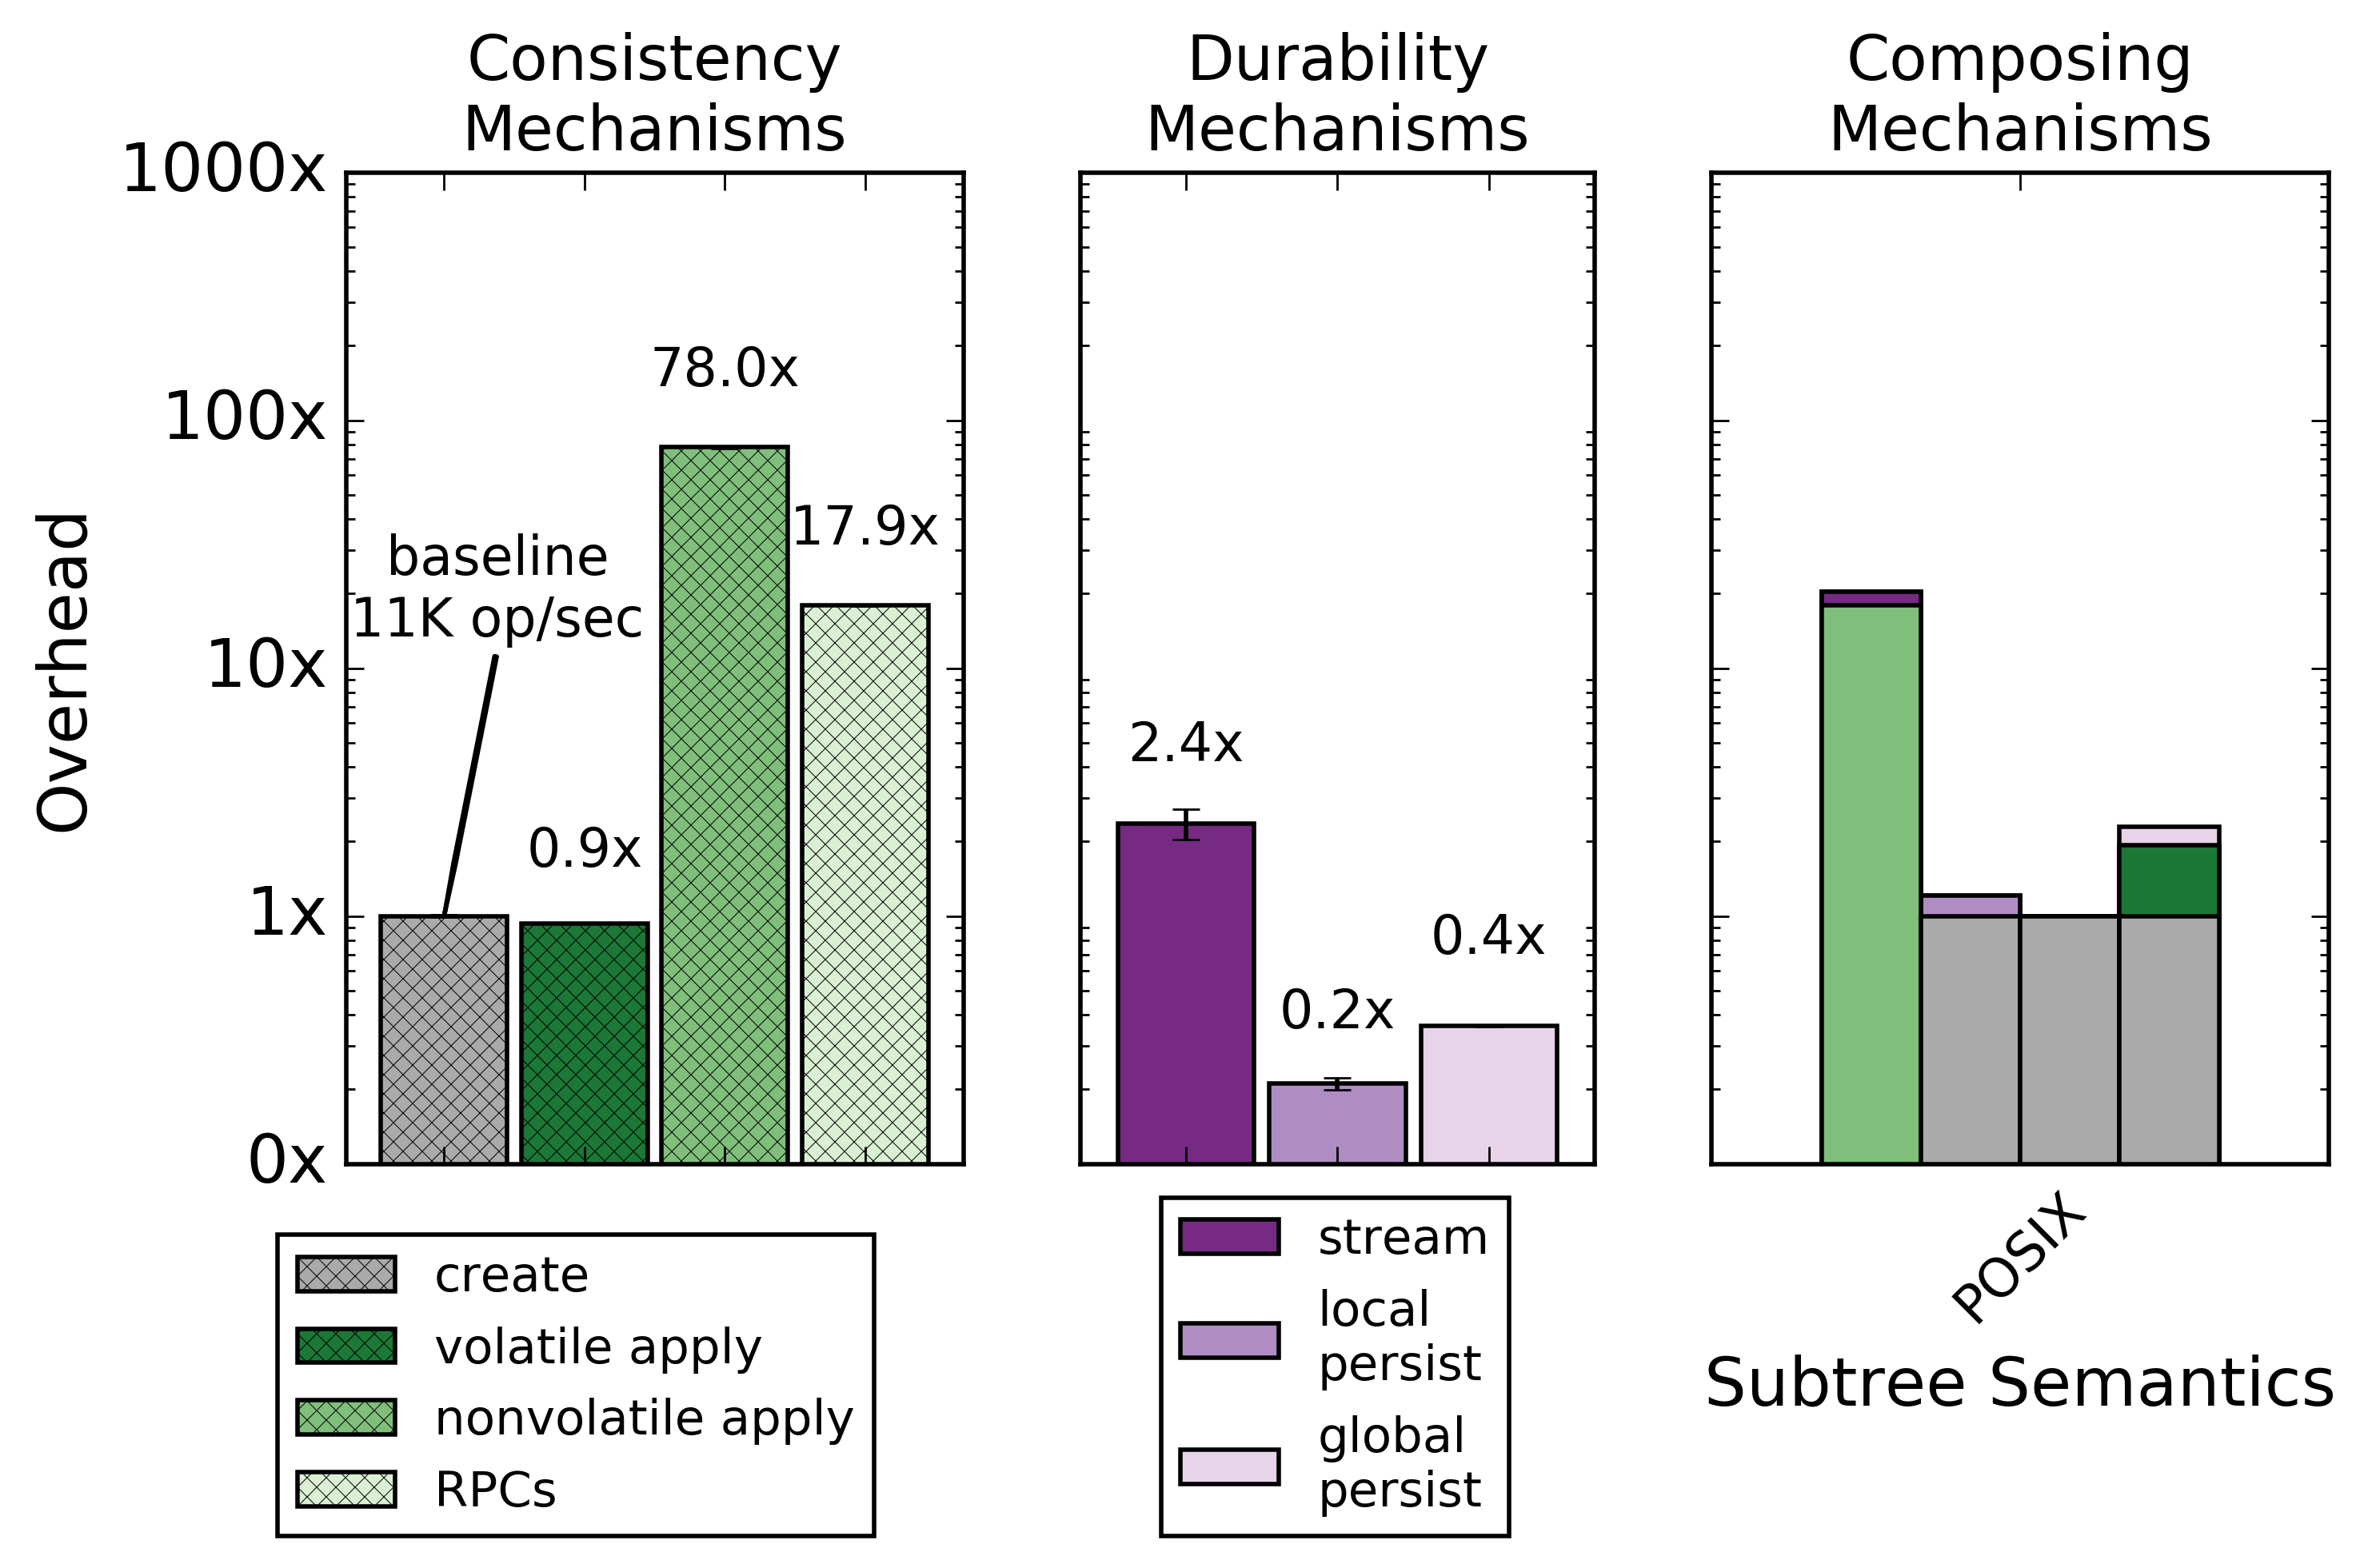 Consistency
Mechanisms
Durability
Mechanisms
Composing
Mechanisms
Overhead
1000x
100x
10x
1x
0x
78.0x
17.9x
baseline
11K op/sec
0.9x
2.4x
0.2x
0.4x
POSIX
Subtree Semantics
create
volatile apply
nonvolatile apply
RPCs
stream
local
persist
global
persist